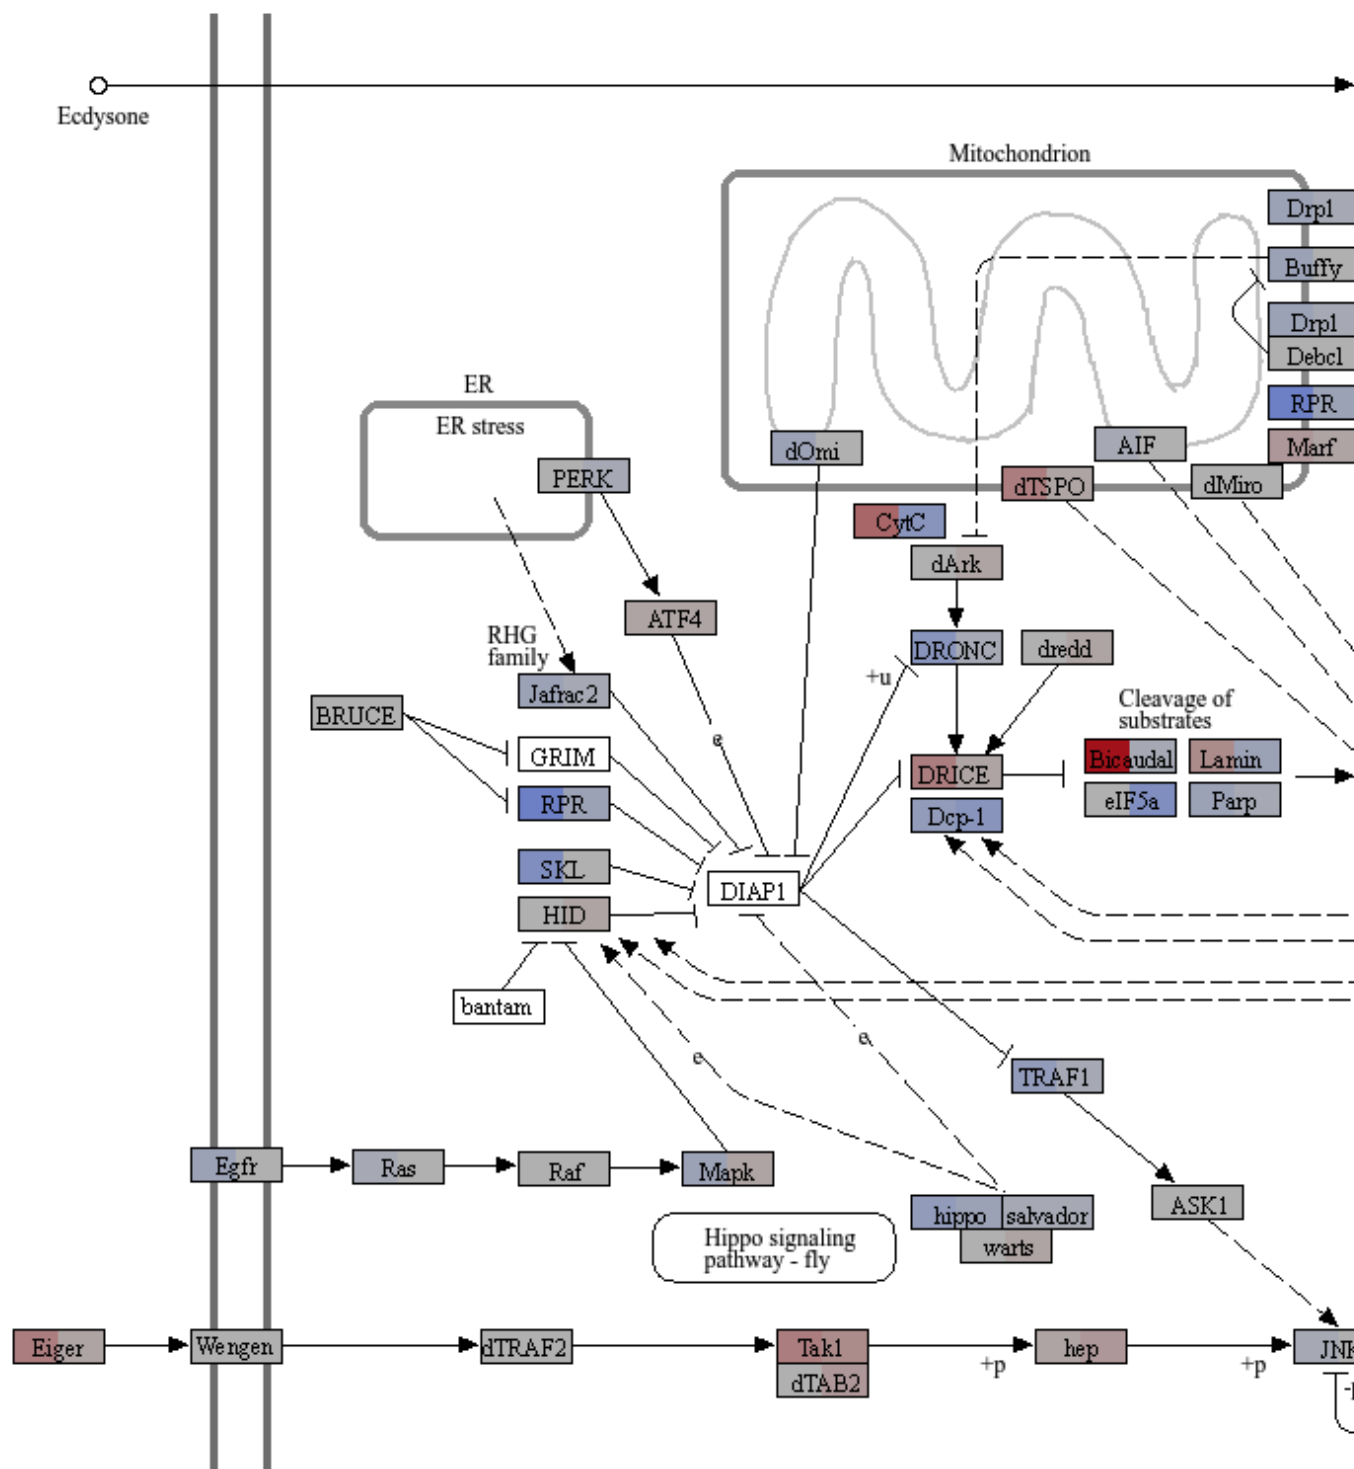 Ecdysone
Mitochondrion
Drp1
Buffy
Drp1
Debcl
RPR
Marf
ER
ER stress
PERK
dOmi
AIF
dTSPO
dMiro
CytC
dArk
ATF4
RHG
family
DRONC
dredd
+u
Jafrac2
BRUCE
GRIM
RPR
SKL
HID
e
DIAP1
DRICE
Dcp-1
Cleavage of
substrates
Bicaudal
Lamin
eIF5a
Parp
bantam
e
e
TRAF1
Egfr
Ras
Raf
Mapk
hippo
salvador
warts
ASK1
Hippo signaling
pathway - fly
Eiger
Wengen
dTRAF2
Tak1
dTAB2
+p
hep
+p
JNK